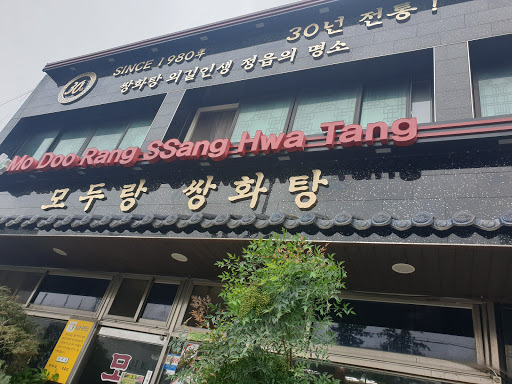 30년 전통!
SINCE 1980年
쌍화탕 외길인생 정읍의 명소
30
Mo Doo Rang SSang Hwa Tang
모두랑 쌍화탕
모